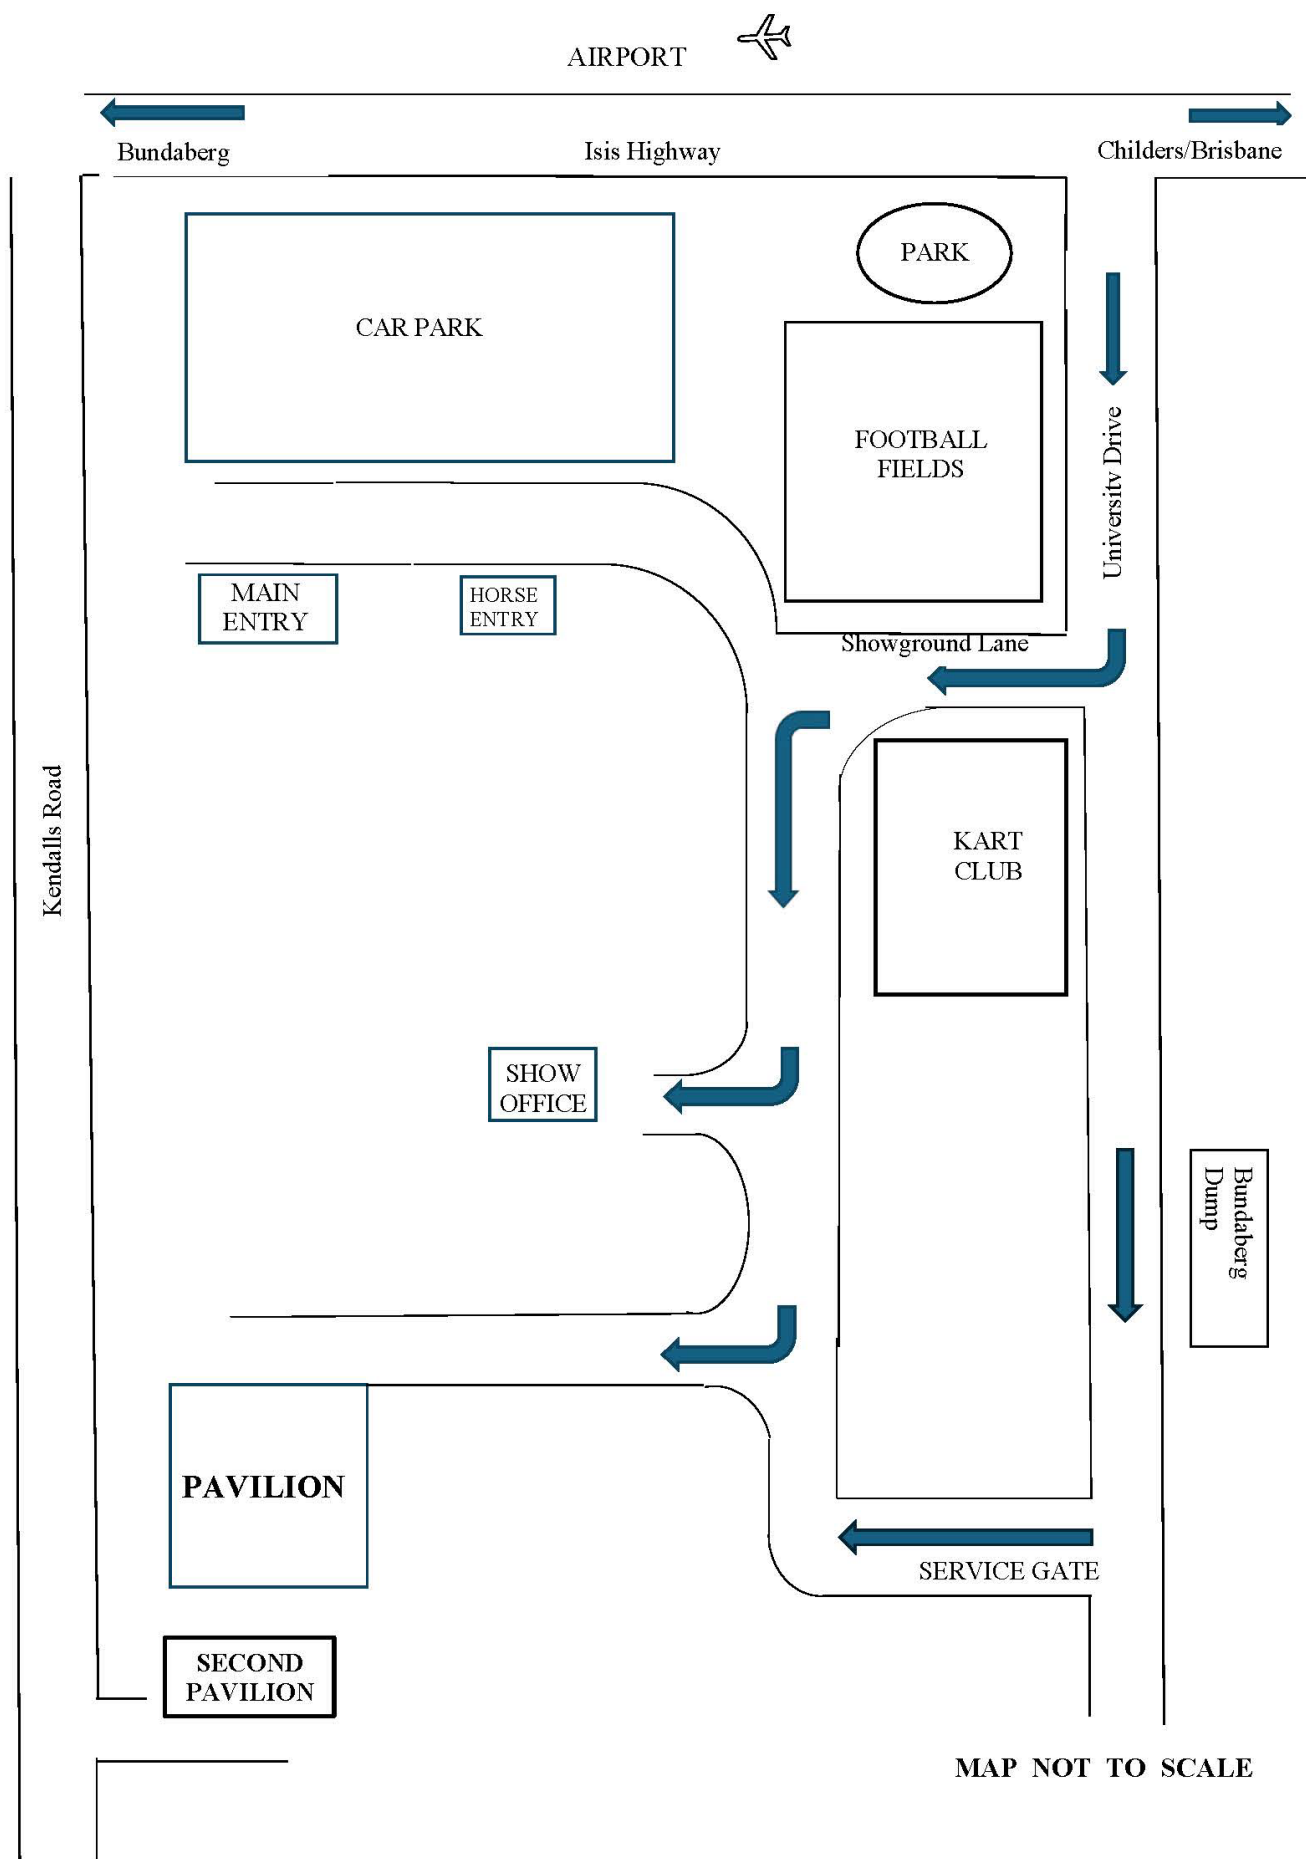 AIRPORT
Bundaberg
Isis Highway
Childers/Brisbane
PARK
CAR PARK
FOOTBALL
FIELDS
University Drive
MAIN
ENTRY
HORSE
ENTRY
Showground Lane
Kendalls Road
KART
CLUB
SHOW
OFFICE
Bundaberg
Dump
PAVILION
SERVICE GATE
SECOND
PAVILION
MAP NOT TO SCALE